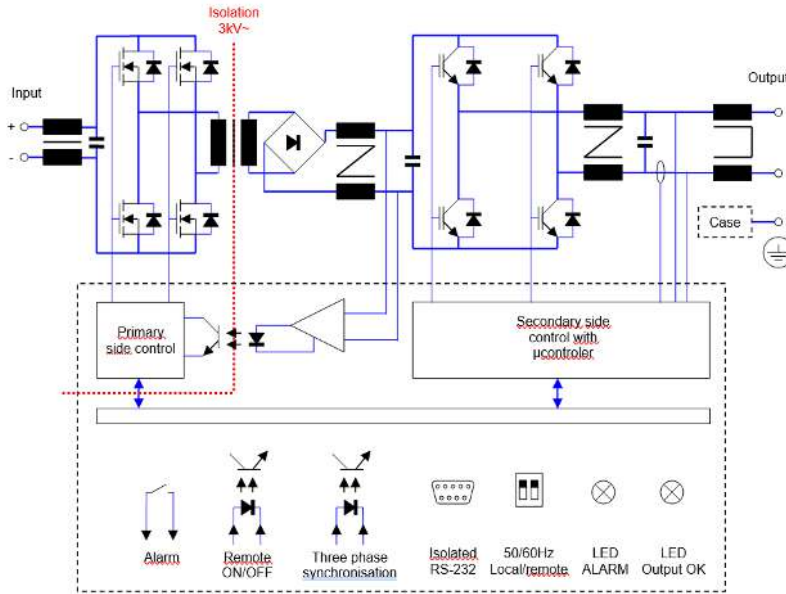 Isolation
3kV~
Input
Output
+
-
Case
Primary
side control
Secondary side
control with
µcontroler
Alarm
Remote
ON/OFF
Three phase
synchronisation
Isolated
RS-232
50/60Hz
Local/remote
LED
ALARM
LED
Output OK